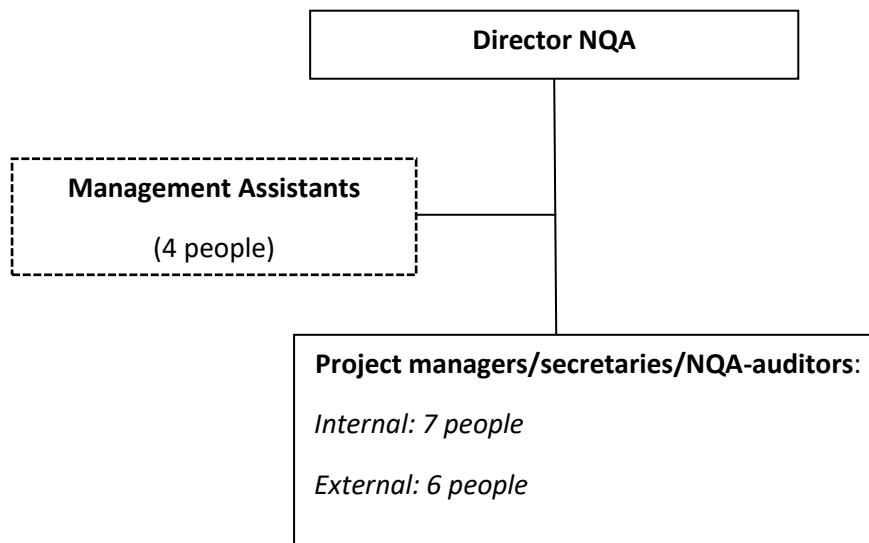 Director NQA
Management Assistants
(4 people)
Project managers/secretaries/NQA-auditors:
Internal: 7 people
External: 6 people